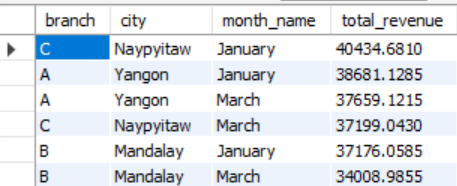 branch city month_name total_revenue
C Naypyitaw January 40434.6810
A Yangon January 38681.1285
A Yangon March 37659.1215
C Naypyitaw March 37199.0430
B Mandalay January 37176.0585
B Mandalay March 34008.9855